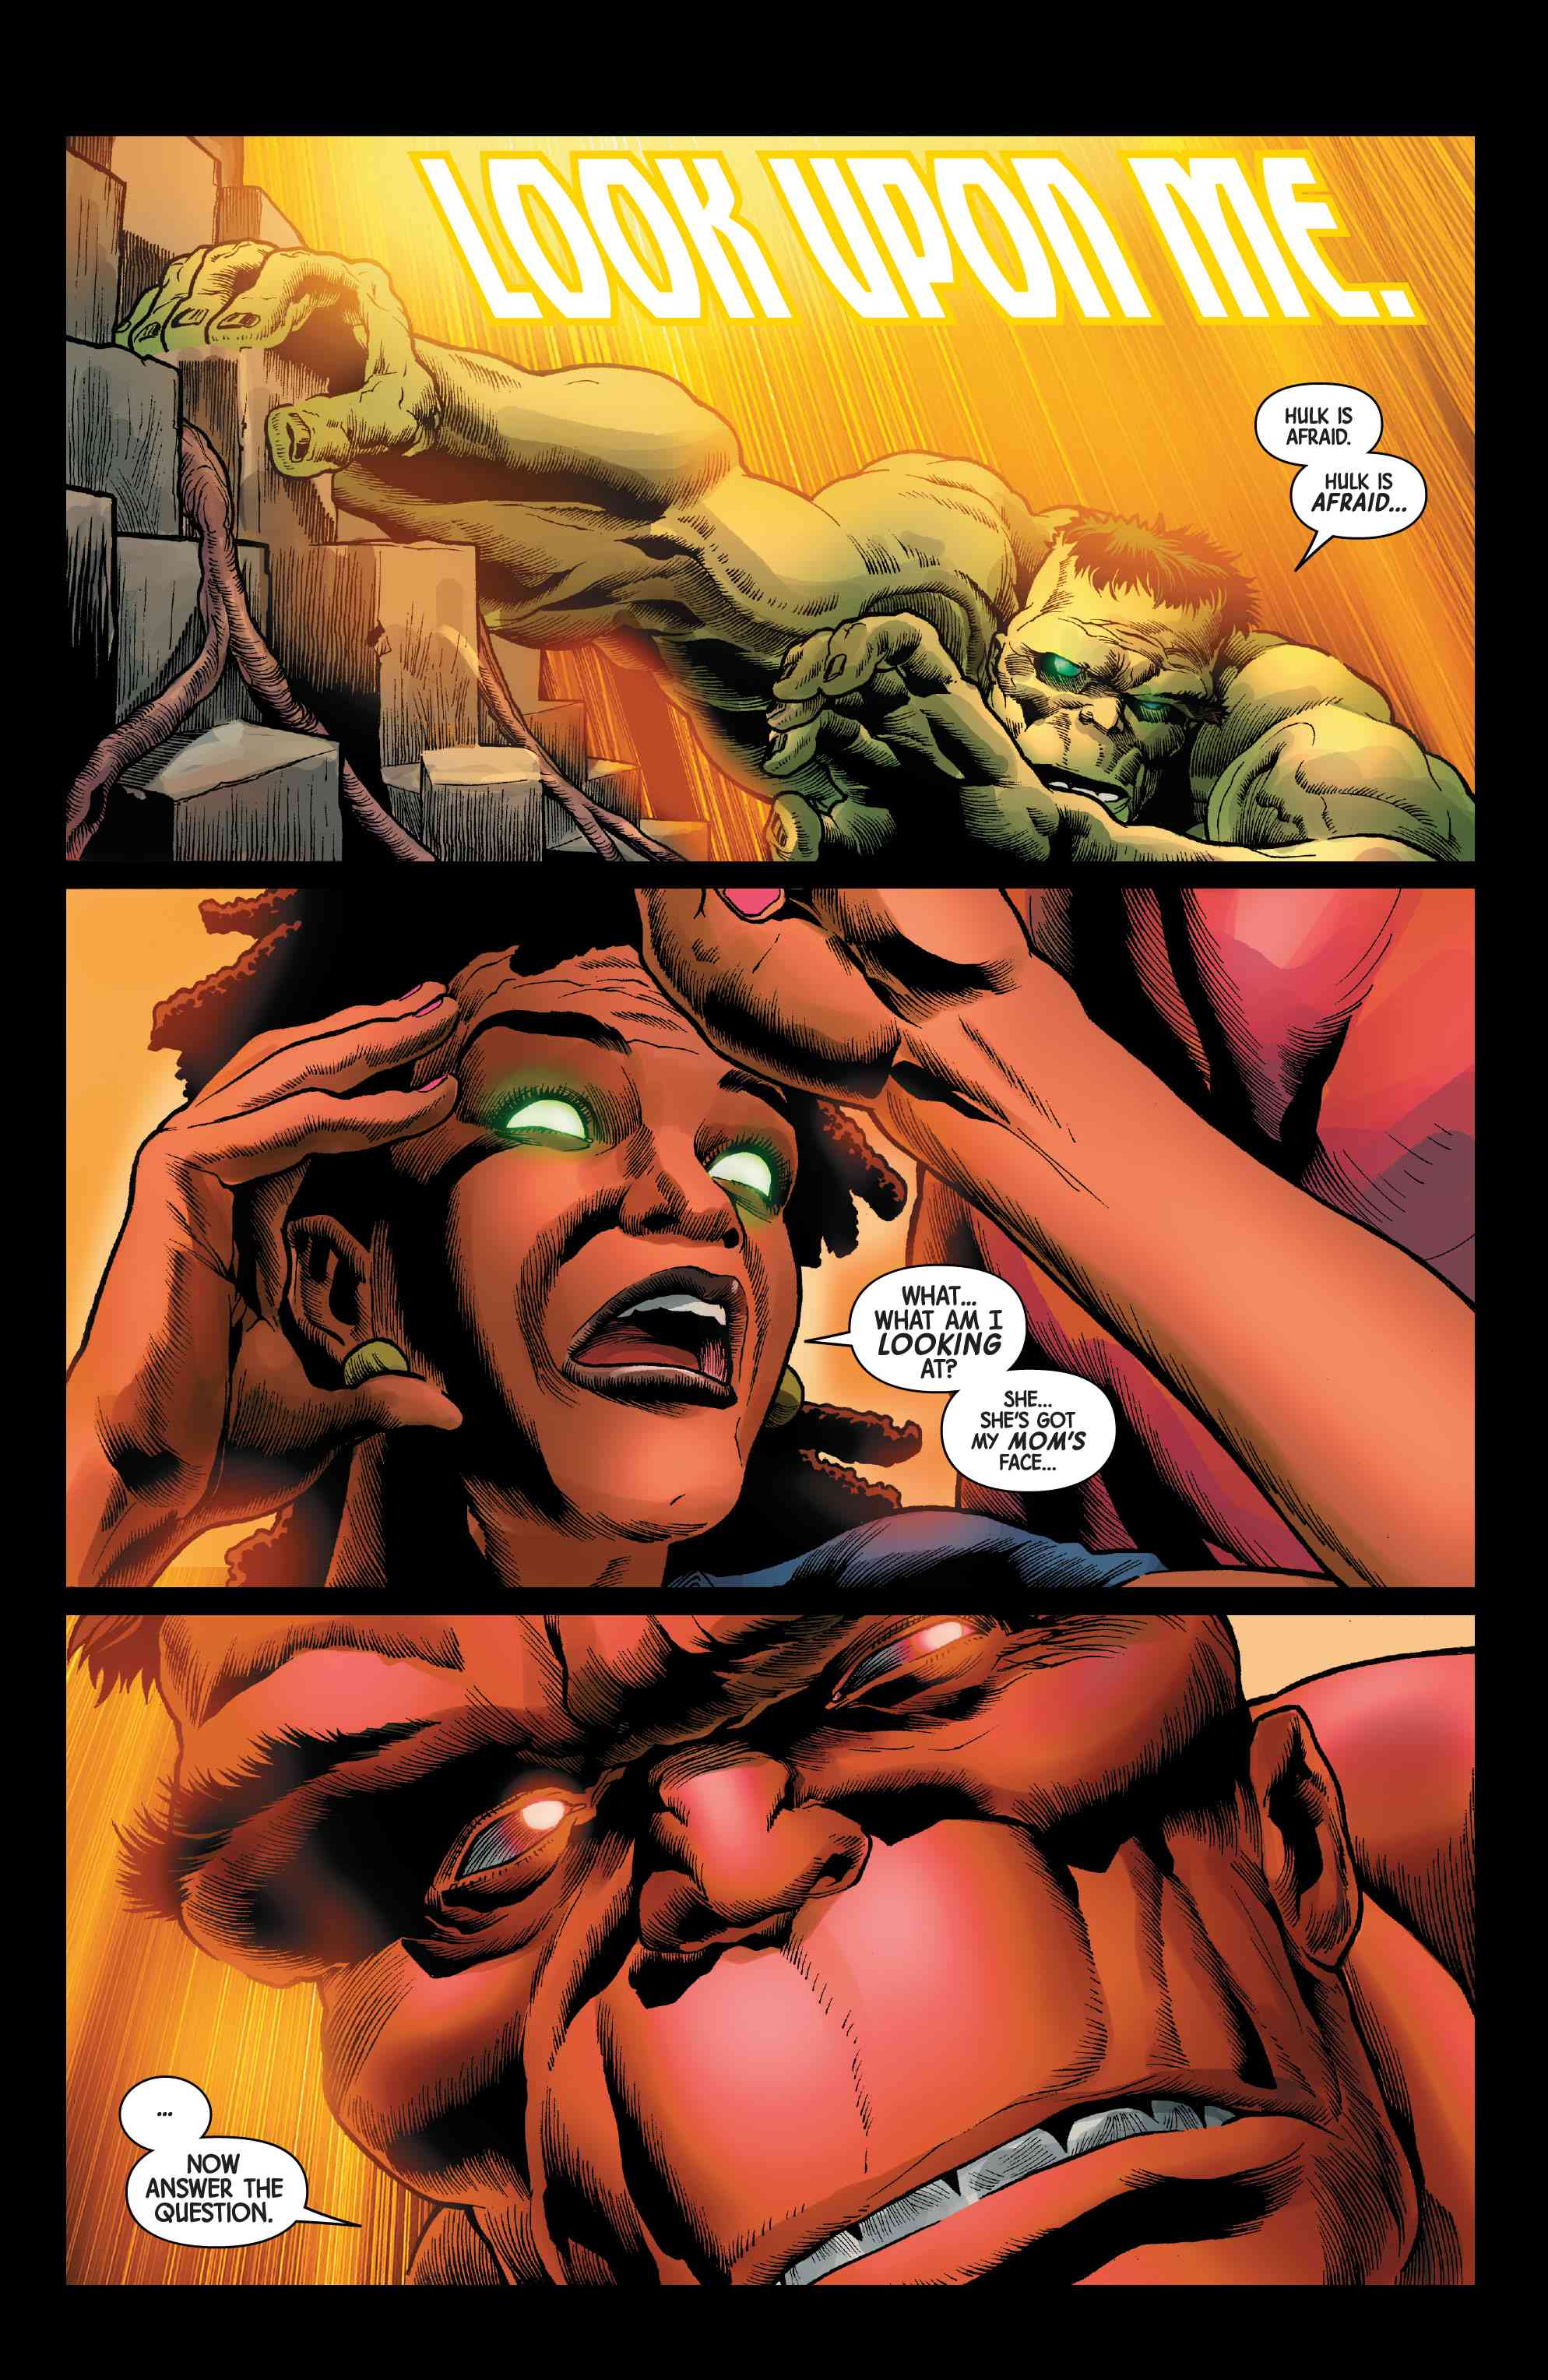 LOOK UPON ME.
HULK IS
AFRAID.
HULK IS
AFRAID...
WHAT...
WHAT AM I
LOOKING
AT?
SHE...
SHE'S GOT
MY MOM'S
FACE...
...
NOW
ANSWER THE
QUESTION.